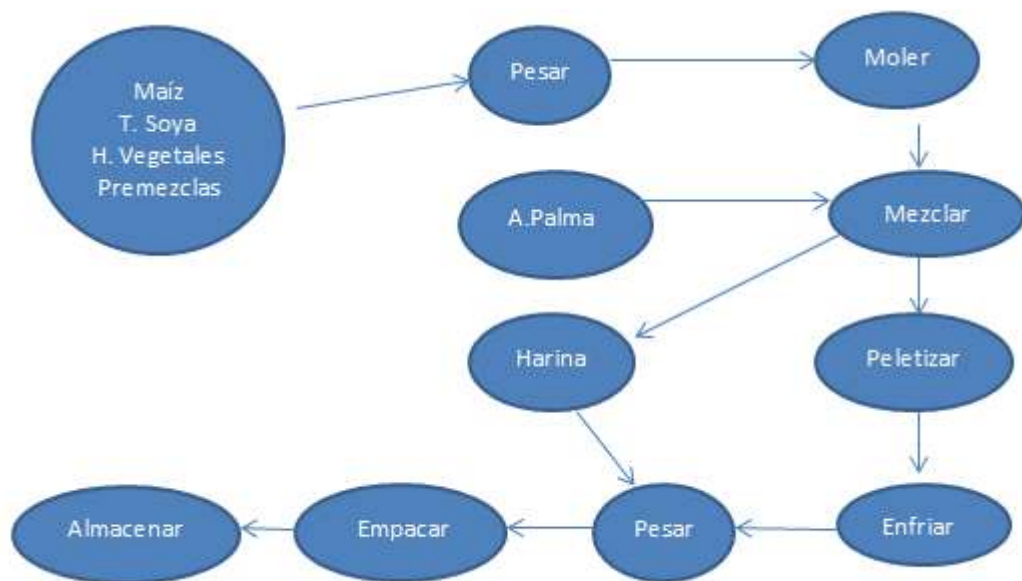 Maíz
T. Soya
H. Vegetales
Premezclas
Pesar
Moler
A.Palma
Mezclar
Harina
Peletizar
Almacenar
Empacar
Pesar
Enfriar